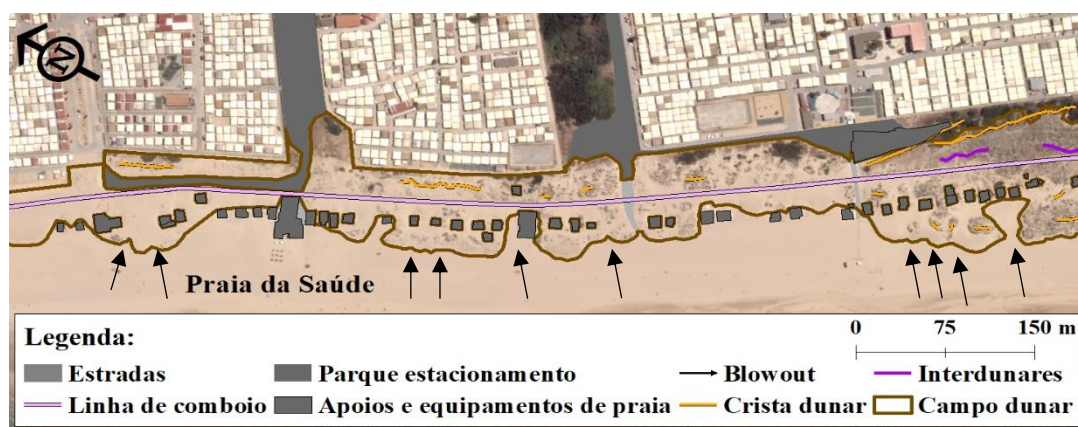 N
Praia da Saúde
Legenda:
0 75 150 m
Estradas Parque estacionamento Blowout Interdunares
Linha de comboio Apoios e equipamentos de praia Crista dunar Campo dunar